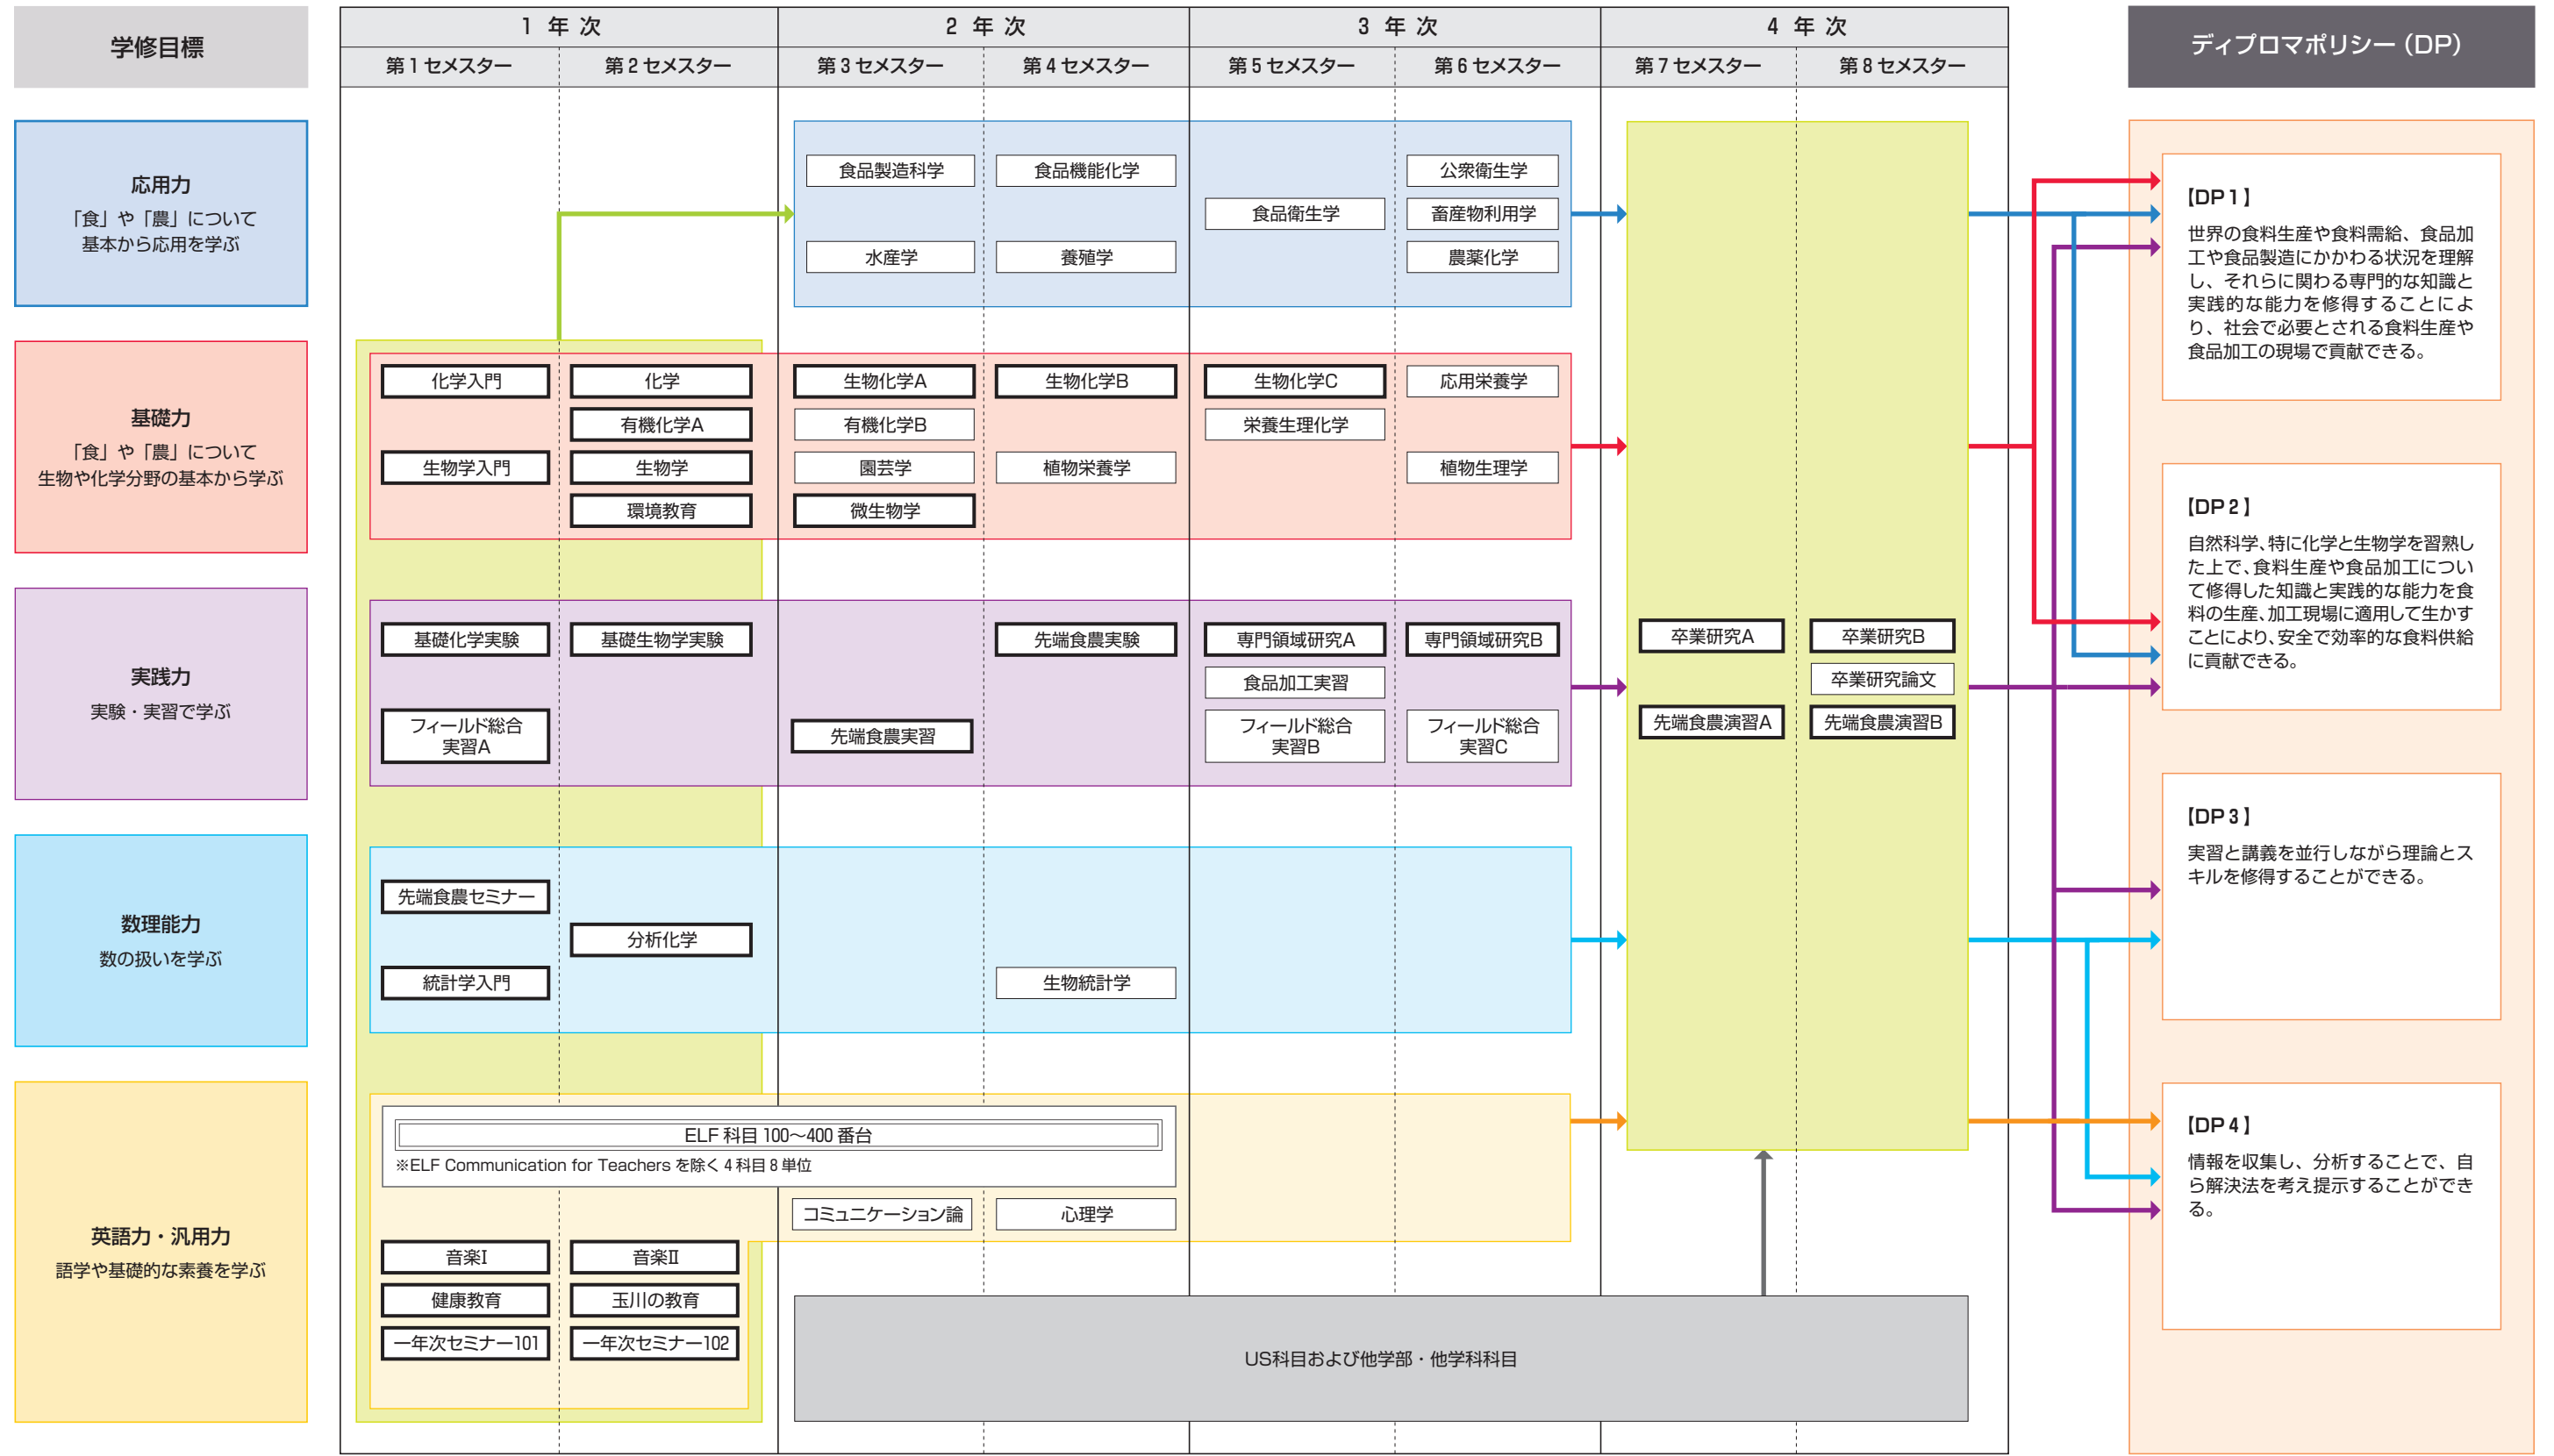 学修目標
1 年 次
2 年 次
3 年 次
4 年 次
第1セメスター
第2セメスター
第3セメスター
第4セメスター
第5セメスター
第6セメスター
第7セメスター
第8セメスター
ディプロマポリシー（DP）
応用力
「食」や「農」について
基本から応用を学ぶ
食品製造科学
食品機能化学
公衆衛生学
食品衛生学
畜産物利用学
水産学
養殖学
農薬化学
基礎力
「食」や「農」について
生物や化学分野の基本から学ぶ
化学入門
化学
生物化学A
生物化学B
生物化学C
応用栄養学
有機化学A
有機化学B
栄養生理化学
生物学入門
生物学
園芸学
植物栄養学
植物生理学
環境教育
微生物学
実践力
実験・実習で学ぶ
基礎化学実験
基礎生物学実験
先端食農実験
専門領域研究A
専門領域研究B
卒業研究A
卒業研究B
食品加工実習
卒業研究論文
フィールド総合
実習A
先端食農実習
フィールド総合
実習B
フィールド総合
実習C
先端食農演習A
先端食農演習B
数理能力
数の扱いを学ぶ
先端食農セミナー
分析化学
統計学入門
生物統計学
英語力・汎用力
語学や基礎的な素養を学ぶ
ELF 科目 100～400 番台
※ELF Communication for Teachers を除く 4 科目 8 単位
コミュニケーション論
心理学
音楽Ⅰ
音楽Ⅱ
健康教育
玉川の教育
一年次セミナー101
一年次セミナー102
US科目および他学部・他学科科目
【DP 1】
世界の食料生産や食料需給、食品加
工や食品製造にかかわる状況を理解
し、それらに関わる専門的な知識と
実践的な能力を修得することによ
り、社会で必要とされる食料生産や
食品加工の現場で貢献できる。
【DP 2】
自然科学、特に化学と生物学を習熟し
た上で、食料生産や食品加工につい
て修得した知識と実践的な能力を食
料の生産、加工現場に適用して生かす
ことにより、安全で効率的な食料供給
に貢献できる。
【DP 3】
実習と講義を並行しながら理論とス
キルを修得することができる。
【DP 4】
情報を収集し、分析することで、自
ら解決法を考え提示することができ
る。